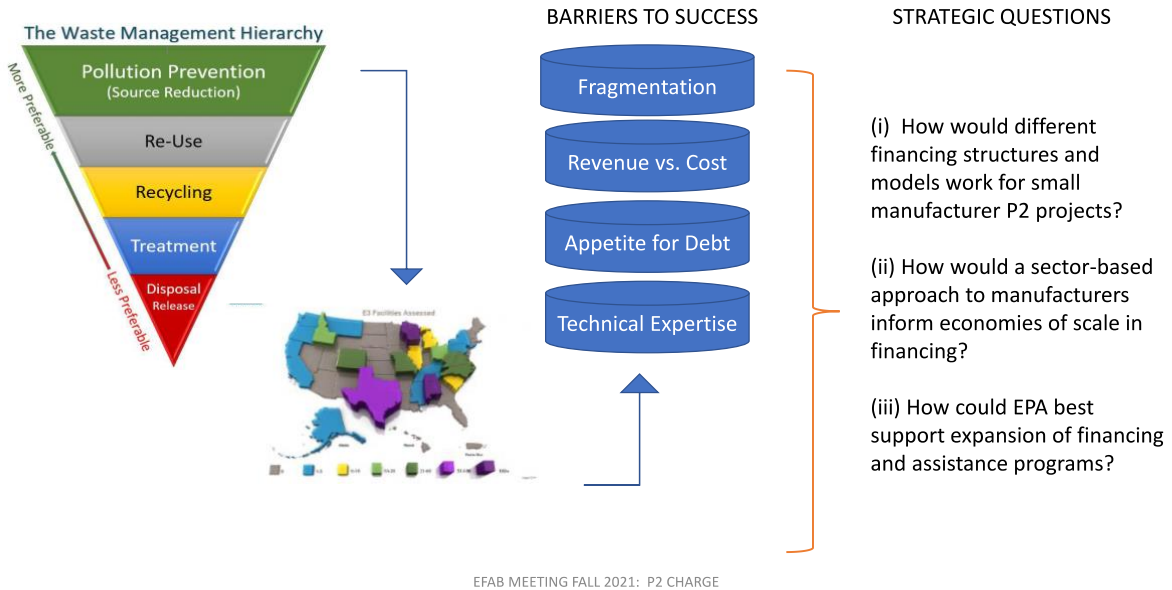 The Waste Management Hierarchy
Pollution Prevention
(Source Reduction)
Re-Use
Recycling
Treatment
Disposal
Release
More Preferable
Less Preferable
E3 Facilities Assessed
BARRIERS TO SUCCESS
Fragmentation
Revenue vs. Cost
Appetite for Debt
Technical Expertise
STRATEGIC QUESTIONS
(i) How would different
financing structures and
models work for small
manufacturer P2 projects?
(ii) How would a sector-based
approach to manufacturers
inform economies of scale in
financing?
(iii) How could EPA best
support expansion of financing
and assistance programs?
EFAB MEETING FALL 2021: P2 CHARGE